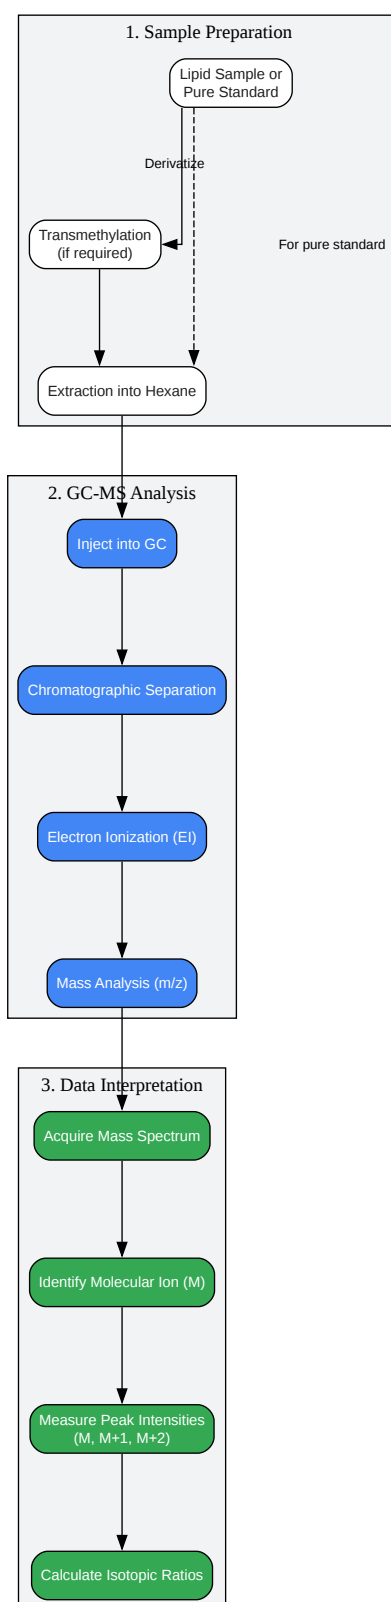 1. Sample Preparation
Lipid Sample or
Pure Standard
Derivatize
Transmethylation
(if required)
For pure standard
Extraction into Hexane
2. GC-MS Analysis
Inject into GC
Chromatographic Separation
Electron Ionization (EI)
Mass Analysis (m/z)
3. Data Interpretation
Acquire Mass Spectrum
Identify Molecular Ion (M)
Measure Peak Intensities
(M, M+1, M+2)
Calculate Isotopic Ratios